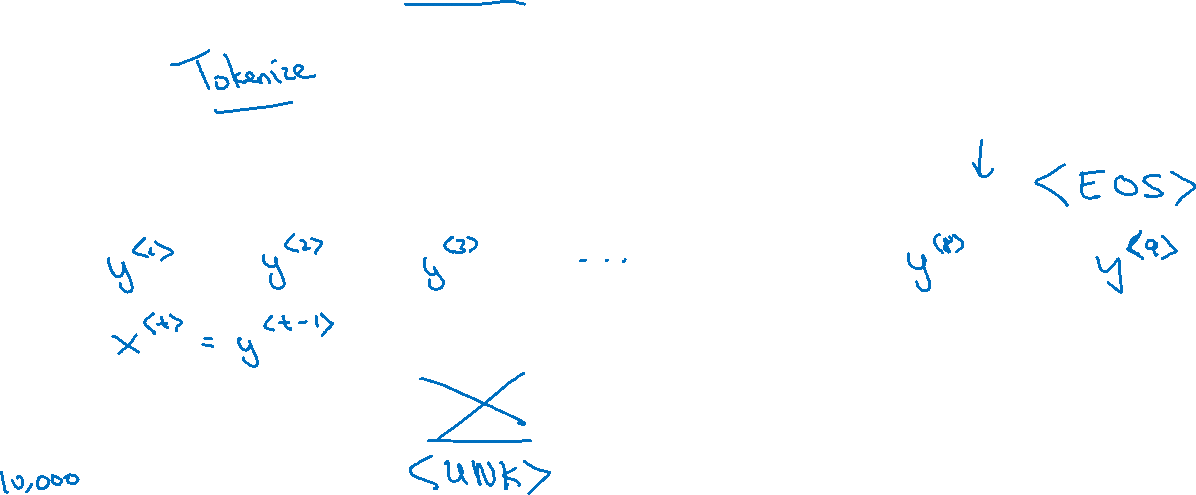 Tokenize
<EOS>
y<1> y<2> y<3> ... y<8> y<9>
x<t> = y<t-1>
<UNK>
10,000